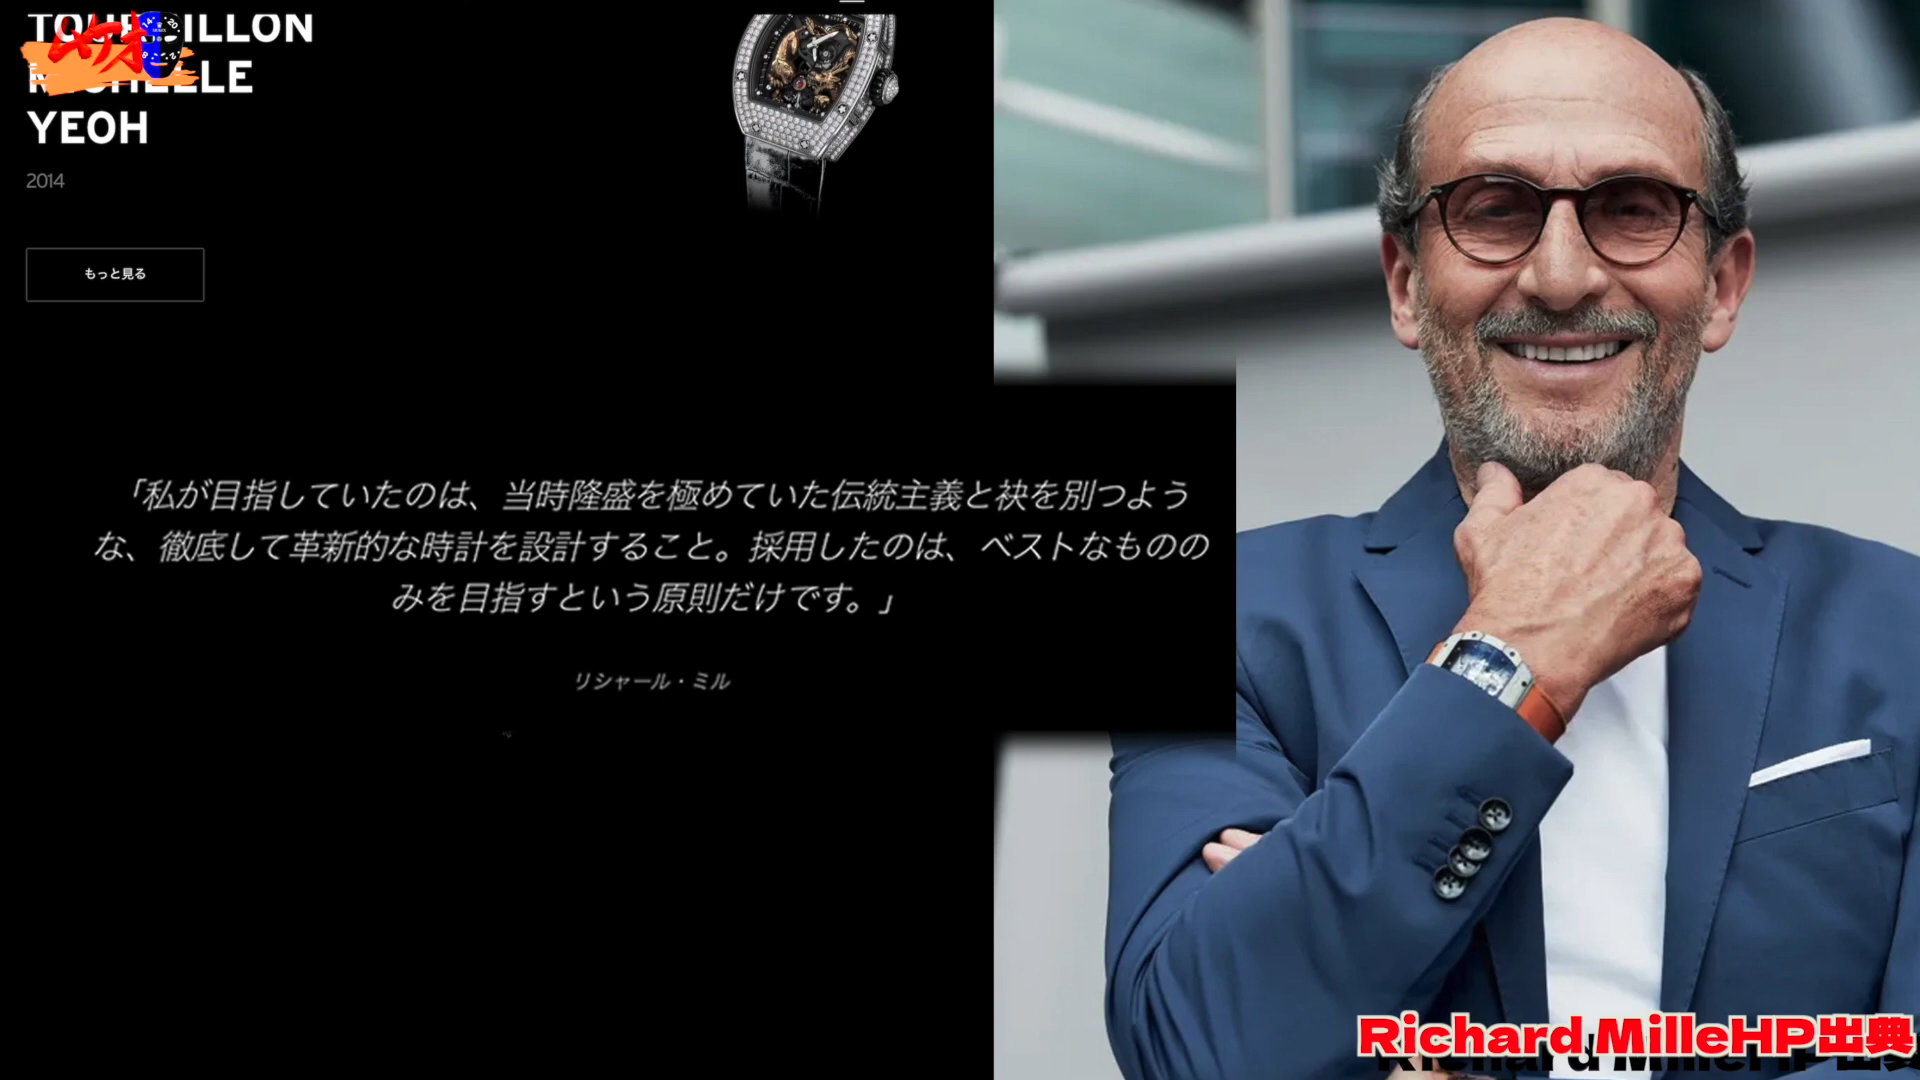 TOURBILLON
MICHELLE
YEOH
2014
もっと見る
「私が目指していたのは、当時隆盛を極めていた伝統主義と袂を別つよう
な、徹底して革新的な時計を設計すること。採用したのは、ベストなものの
みを目指すという原則だけです。」
リシャール・ミル
Richard MilleHP出典